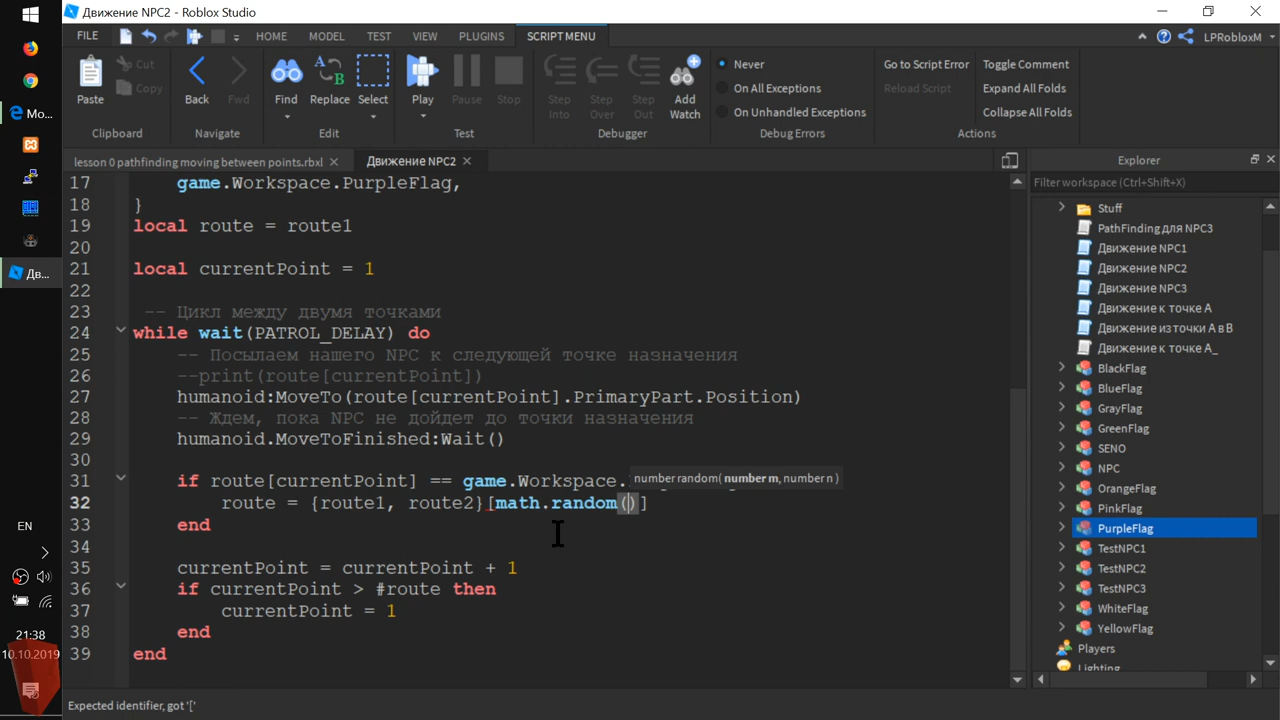 Движение NPC2 - Roblox Studio
FILE HOME MODEL TEST VIEW PLUGINS SCRIPT MENU LPRobloxM
Paste Cut Copy Back Fwd Find Replace Select Play Pause Stop Step Into Step Over Step Out Add Watch
Never
On All Exceptions
On Unhandled Exceptions
Go to Script Error
Reload Script
Toggle Comment
Expand All Folds
Collapse All Folds
Clipboard Navigate Edit Test Debugger Debug Errors Actions
lesson 0 pathfinding moving between points.rbxl Движение NPC2
17 game.Workspace.PurpleFlag,
18 }
19 local route = route1
20
21 local currentPoint = 1
22
23 -- Цикл между двумя точками
24 while wait(PATROL_DELAY) do
25 -- Посылаем нашего NPC к следующей точке назначения
26 --print(route[currentPoint])
27 humanoid:MoveTo(route[currentPoint].PrimaryPart.Position)
28 -- Ждем, пока NPC не дойдет до точки назначения
29 humanoid.MoveToFinished:Wait()
30
31 if route[currentPoint] == game.Workspace.
number random( number m, number n )
32 route = {route1, route2}[math.random()]
33 end
34
35 currentPoint = currentPoint + 1
36 if currentPoint > #route then
37 currentPoint = 1
38 end
39 end
Expected identifier, got '['
Explorer
Filter workspace (Ctrl+Shift+X)
Stuff
PathFinding для NPC3
Движение NPC1
Движение NPC2
Движение NPC3
Движение к точке А
Движение из точки А в В
Движение к точке А_
BlackFlag
BlueFlag
GrayFlag
GreenFlag
SENO
NPC
OrangeFlag
PinkFlag
PurpleFlag
TestNPC1
TestNPC2
TestNPC3
WhiteFlag
YellowFlag
Players
Lighting
Mo...
Дв...
EN
21:38
10.10.2019